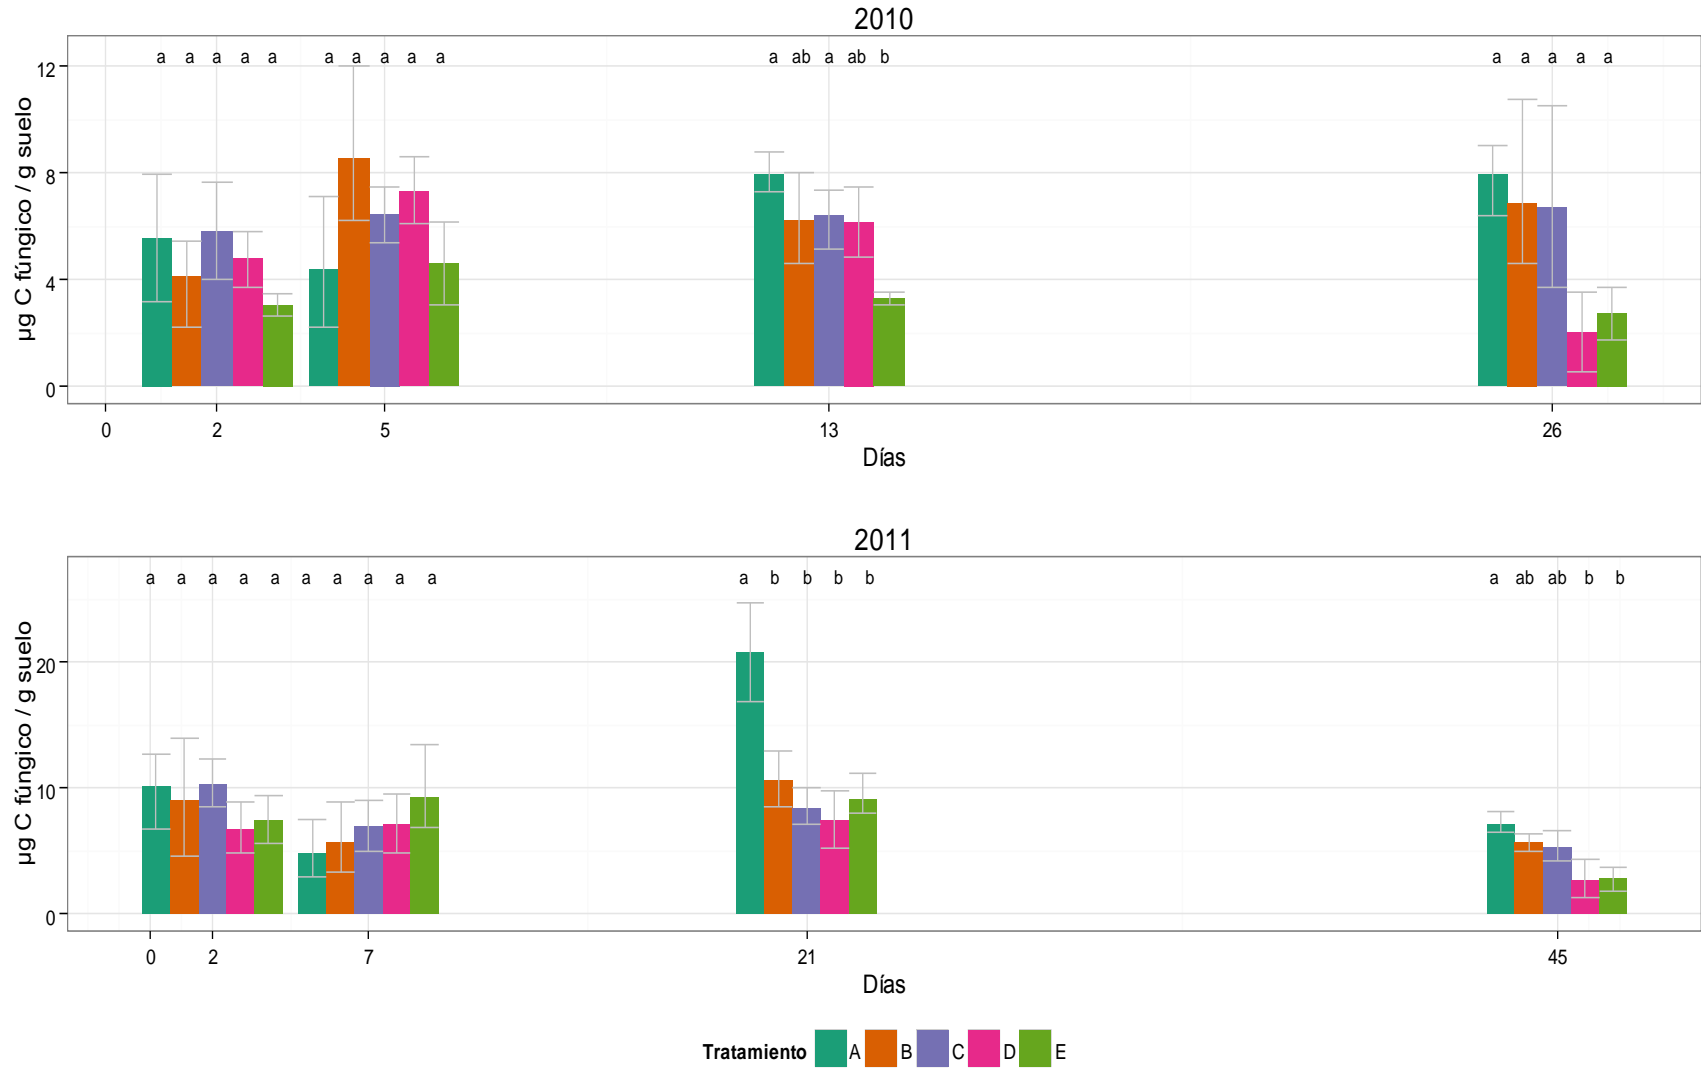 2010
a a a a a a a a a a a ab a ab b a a a a a
12
8
4
0
µg C fúngico / g suelo
0 2 5 13 26
Días
2011
a a a a a a a a a a a b b b b a ab ab b b
20
10
0
µg C fúngico / g suelo
0 2 7 21 45
Días
Tratamiento A B C D E